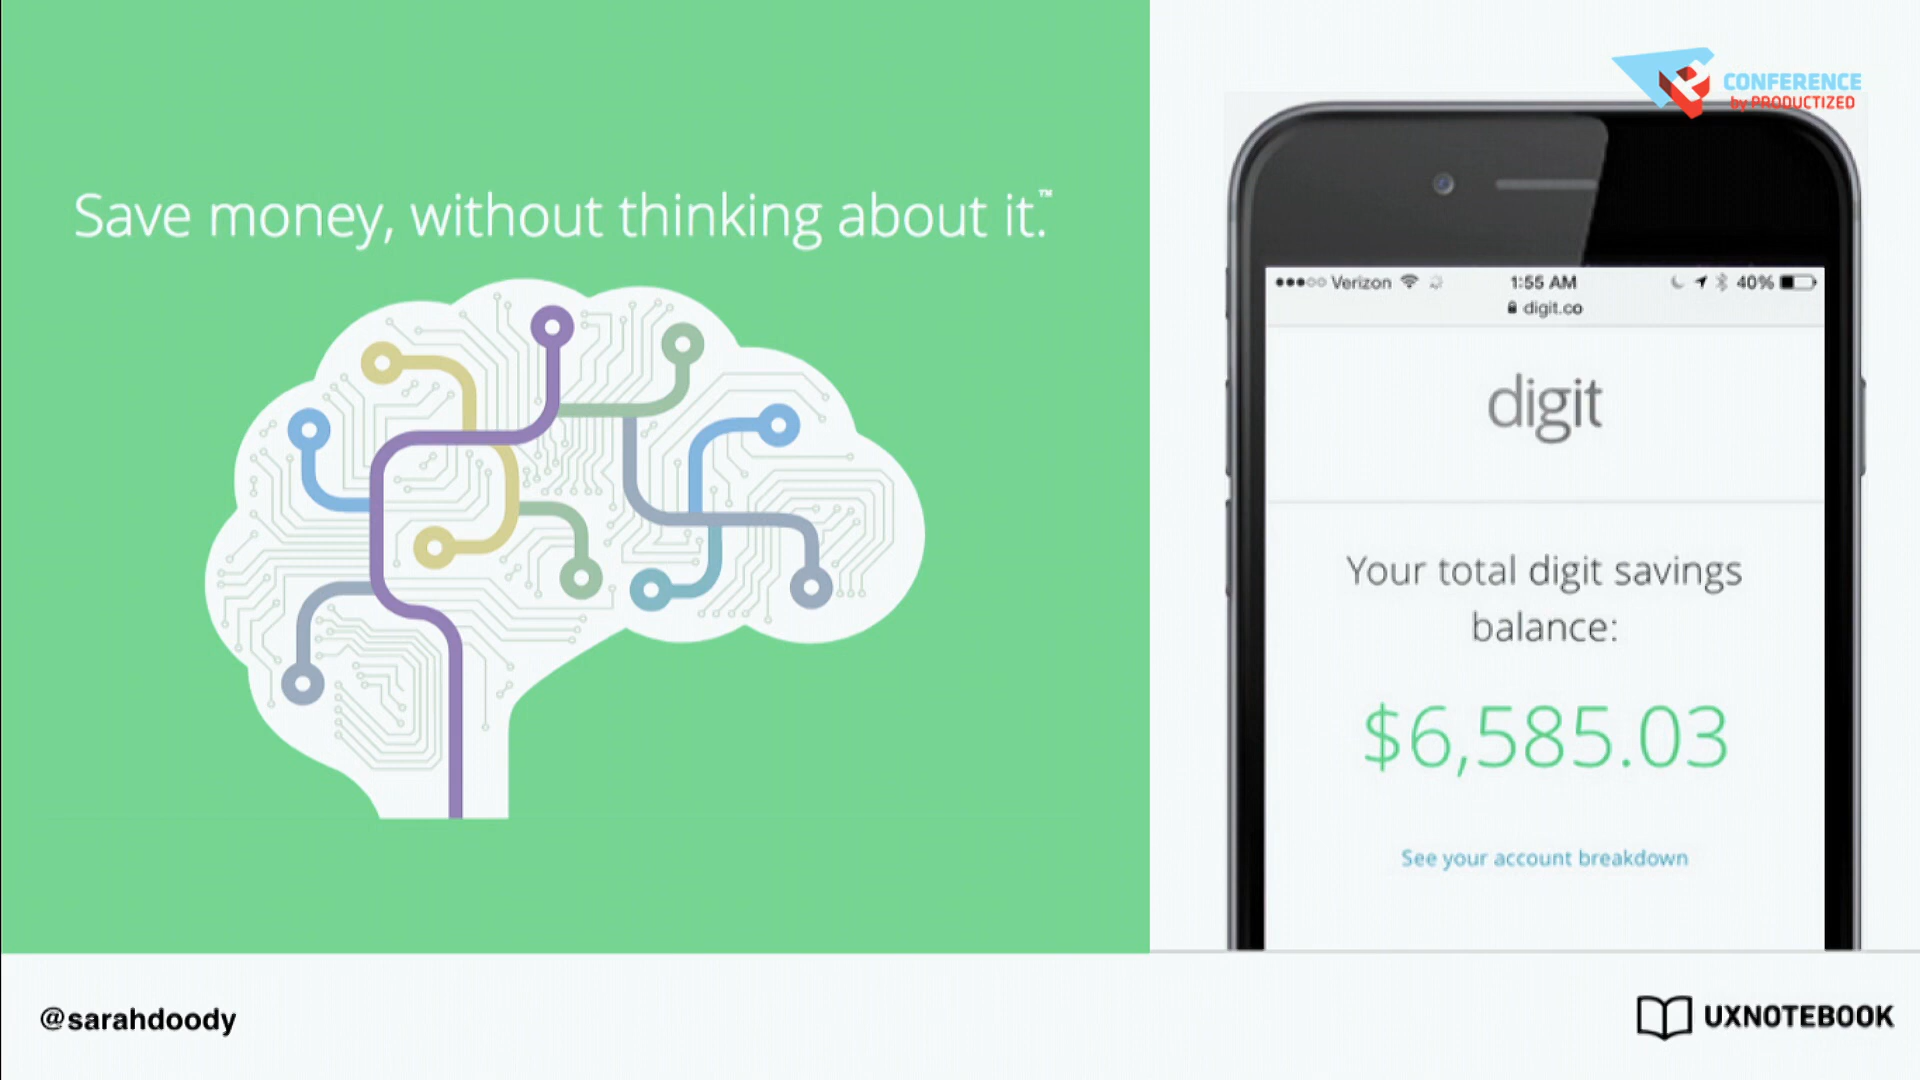 CONFERENCE
by PRODUCTIZED
Save money, without thinking about it.™
Verizon 1:55 AM 40%
digit.co
digit
Your total digit savings
balance:
$6,585.03
See your account breakdown
@sarahdoody
UXNOTEBOOK